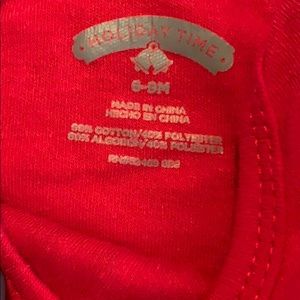 HOLIDAY TIME
6-9M
MADE IN CHINA
HECHO EN CHINA
60% COTTON/40% POLYESTER
60% ALGODON/40% POLIESTER